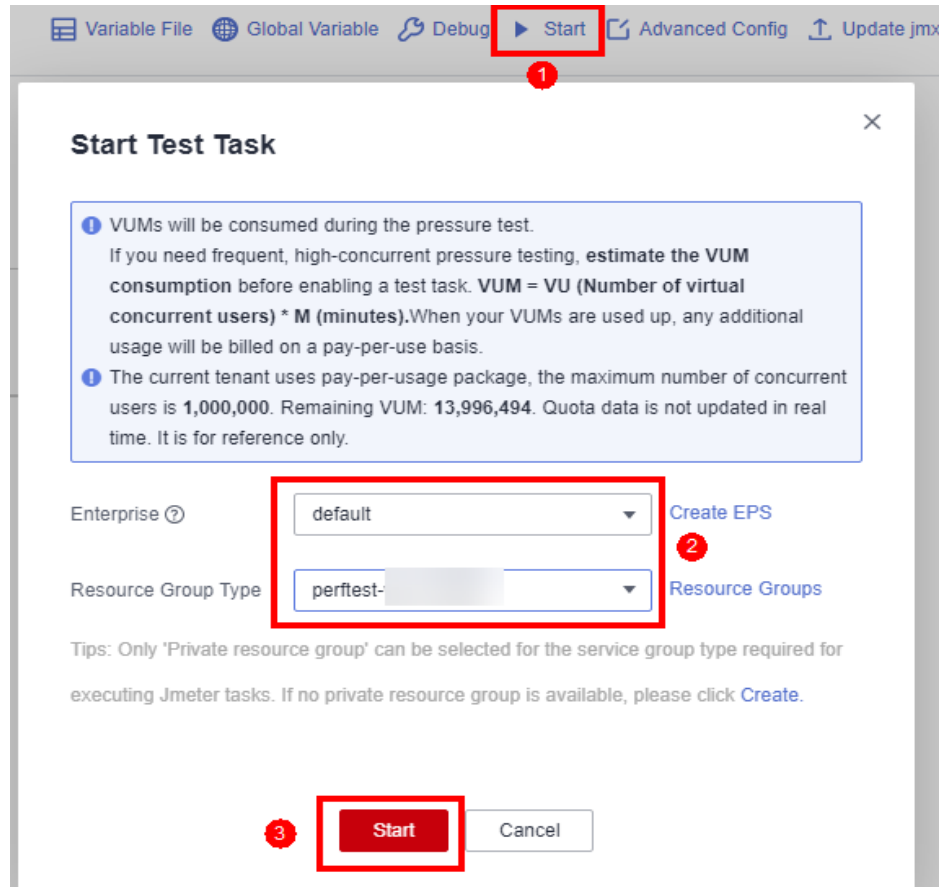 Variable File Global Variable Debug Start Advanced Config Update jmx
1
Start Test Task
VUMs will be consumed during the pressure test.
If you need frequent, high-concurrent pressure testing, estimate the VUM
consumption before enabling a test task. VUM = VU (Number of virtual
concurrent users) * M (minutes).When your VUMs are used up, any additional
usage will be billed on a pay-per-use basis.
The current tenant uses pay-per-usage package, the maximum number of concurrent
users is 1,000,000. Remaining VUM: 13,996,494. Quota data is not updated in real
time. It is for reference only.
Enterprise default Create EPS
2
Resource Group Type perftest- Resource Groups
Tips: Only 'Private resource group' can be selected for the service group type required for
executing Jmeter tasks. If no private resource group is available, please click Create.
3 Start Cancel